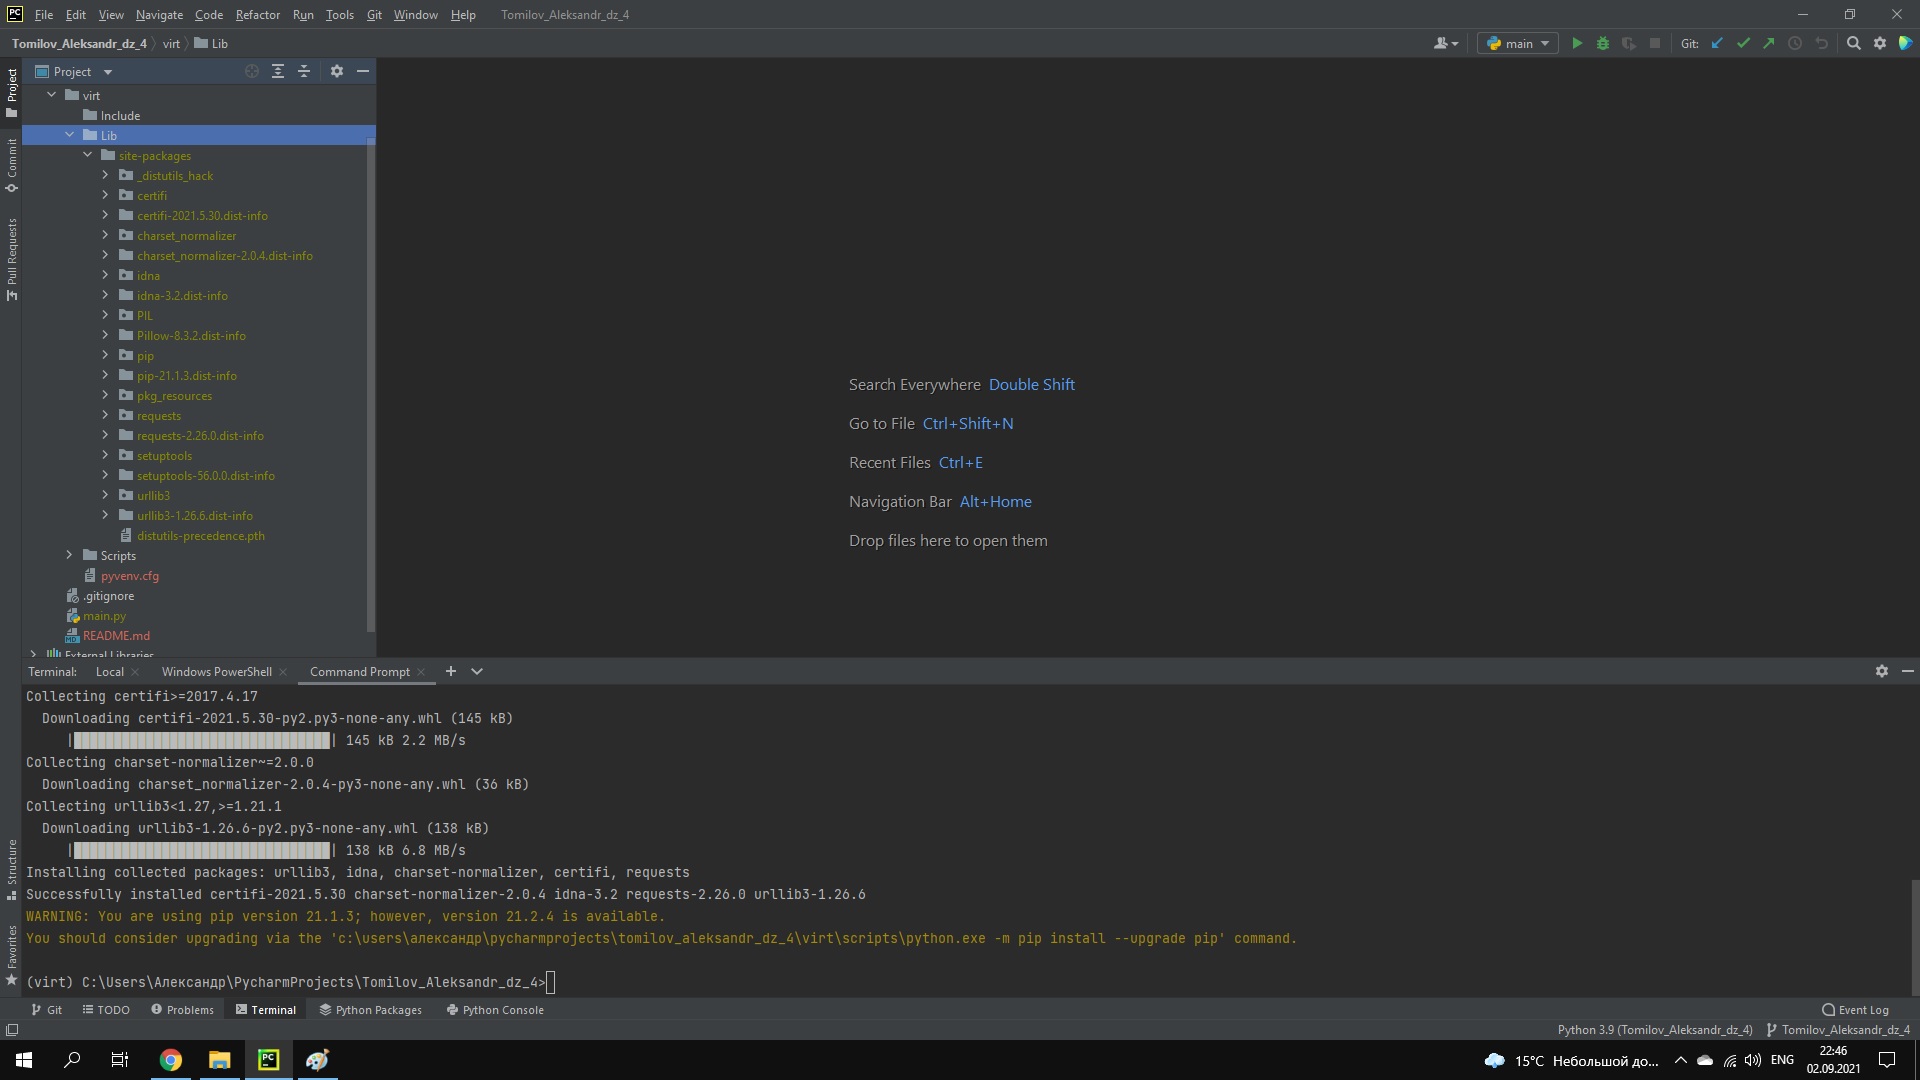 PC File Edit View Navigate Code Refactor Run Tools Git Window Help Tomilov_Aleksandr_dz_4
Tomilov_Aleksandr_dz_4 virt Lib main Git:
Project
virt
Include
Lib
site-packages
_distutils_hack
certifi
certifi-2021.5.30.dist-info
charset_normalizer
charset_normalizer-2.0.4.dist-info
idna
idna-3.2.dist-info
PIL
Pillow-8.3.2.dist-info
pip
pip-21.1.3.dist-info
pkg_resources
requests
requests-2.26.0.dist-info
setuptools
setuptools-56.0.0.dist-info
urllib3
urllib3-1.26.6.dist-info
distutils-precedence.pth
Scripts
pyvenv.cfg
.gitignore
main.py
README.md
External Libraries
Project
Commit
Pull Requests
Structure
Favorites
Search Everywhere Double Shift
Go to File Ctrl+Shift+N
Recent Files Ctrl+E
Navigation Bar Alt+Home
Drop files here to open them
Terminal: Local Windows PowerShell Command Prompt
Collecting certifi>=2017.4.17
Downloading certifi-2021.5.30-py2.py3-none-any.whl (145 kB)
145 kB 2.2 MB/s
Collecting charset-normalizer~=2.0.0
Downloading charset_normalizer-2.0.4-py3-none-any.whl (36 kB)
Collecting urllib3<1.27,>=1.21.1
Downloading urllib3-1.26.6-py2.py3-none-any.whl (138 kB)
138 kB 6.8 MB/s
Installing collected packages: urllib3, idna, charset-normalizer, certifi, requests
Successfully installed certifi-2021.5.30 charset-normalizer-2.0.4 idna-3.2 requests-2.26.0 urllib3-1.26.6
WARNING: You are using pip version 21.1.3; however, version 21.2.4 is available.
You should consider upgrading via the 'c:\users\александр\pycharmprojects\tomilov_aleksandr_dz_4\virt\scripts\python.exe -m pip install --upgrade pip' command.
(virt) C:\Users\Александр\PycharmProjects\Tomilov_Aleksandr_dz_4>
Git TODO Problems Terminal Python Packages Python Console Event Log
Python 3.9 (Tomilov_Aleksandr_dz_4) Tomilov_Aleksandr_dz_4
PC 15°C Небольшой до... ENG 22:46
02.09.2021